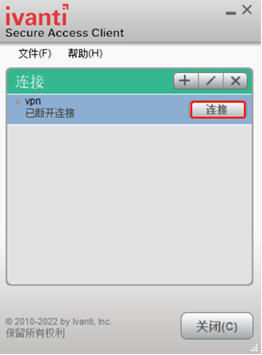 ivanti
Secure Access Client
文件(F) 帮助(H)
连接
vpn
已断开连接
连接
© 2010-2022 by Ivanti, Inc.
保留所有权利
关闭(C)